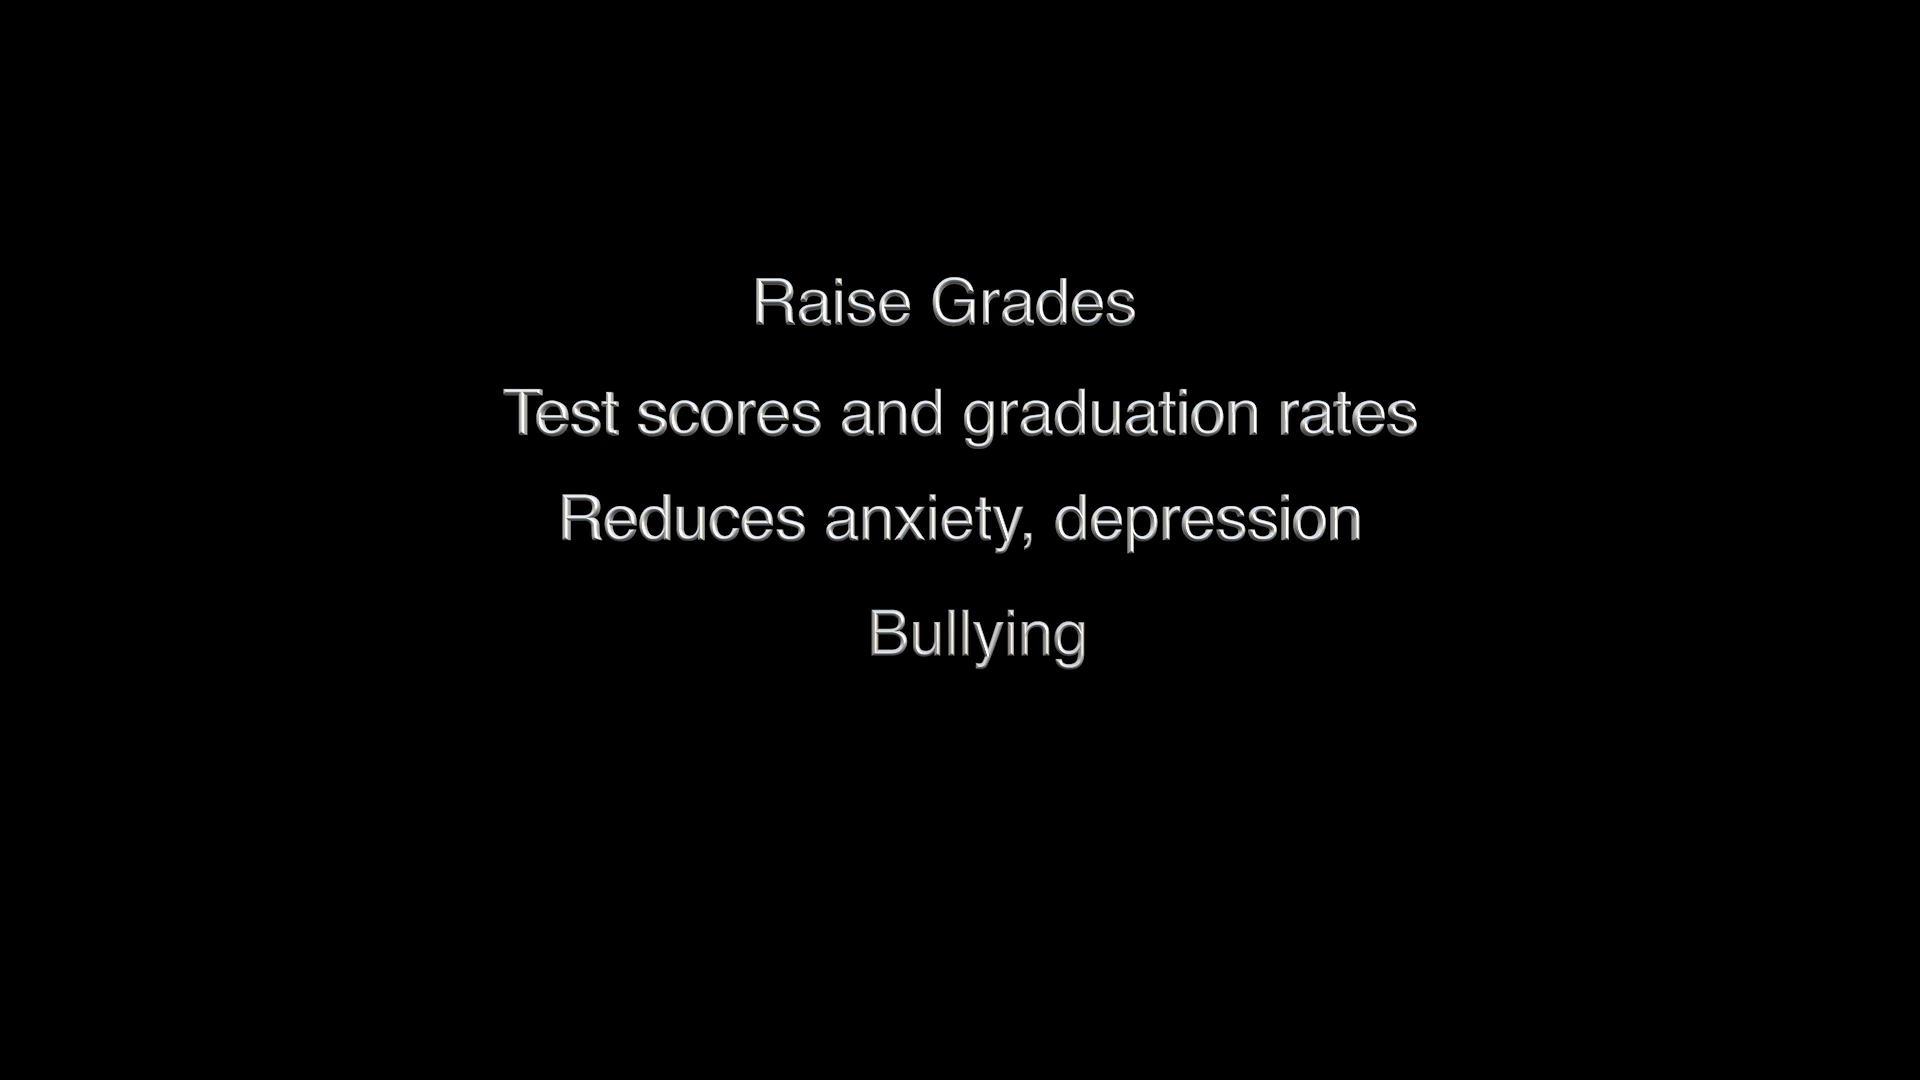 Raise Grades
Test scores and graduation rates
Reduces anxiety, depression
Bullying